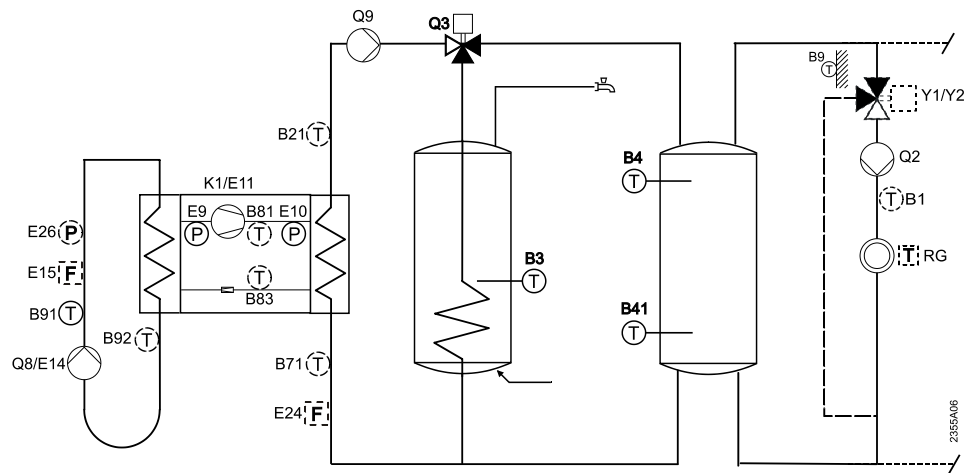 Q9
Q3
B9
T
Y1/Y2
B21
T
Q2
B4
T
T
B1
K1/E11
E9
B81
E10
P
T
P
E26
P
T
RG
E15
F
T
B83
B3
T
B91
T
B92
T
B41
T
Q8/E14
B71
T
E24
F
2355A06